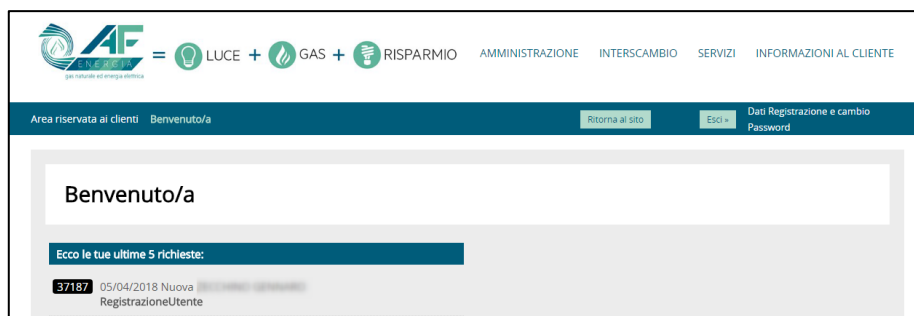 AF
ENERGIA
gas naturale ed energia elettrica
= LUCE + GAS + RISPARMIO
AMMINISTRAZIONE INTERSCAMBIO SERVIZI INFORMAZIONI AL CLIENTE
Area riservata ai clienti Benvenuto/a Ritorna al sito Esci » Dati Registrazione e cambio
Password
Benvenuto/a
Ecco le tue ultime 5 richieste:
37187 05/04/2018 Nuova
RegistrazioneUtente